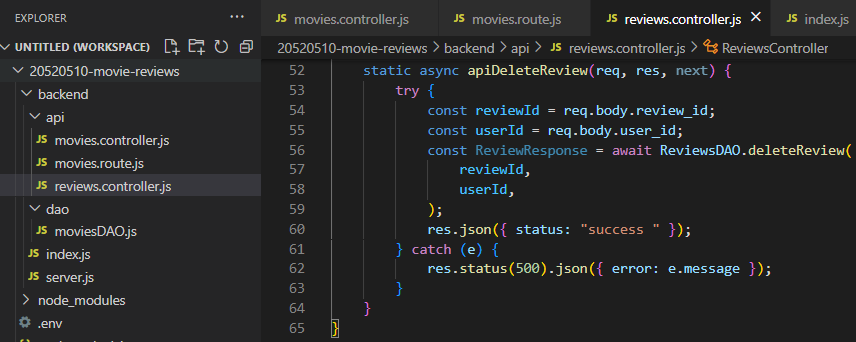 EXPLORER
UNTITLED (WORKSPACE)
20520510-movie-reviews
backend
api
JS movies.controller.js
JS movies.route.js
JS reviews.controller.js
dao
JS moviesDAO.js
JS index.js
JS server.js
node_modules
.env
JS movies.controller.js JS movies.route.js JS reviews.controller.js JS index.js
20520510-movie-reviews > backend > api > JS reviews.controller.js > ReviewsController
52 static async apiDeleteReview(req, res, next) {
53 try {
54 const reviewId = req.body.review_id;
55 const userId = req.body.user_id;
56 const ReviewResponse = await ReviewsDAO.deleteReview(
57 reviewId,
58 userId,
59 );
60 res.json({ status: "success " });
61 } catch (e) {
62 res.status(500).json({ error: e.message });
63 }
64 }
65 }